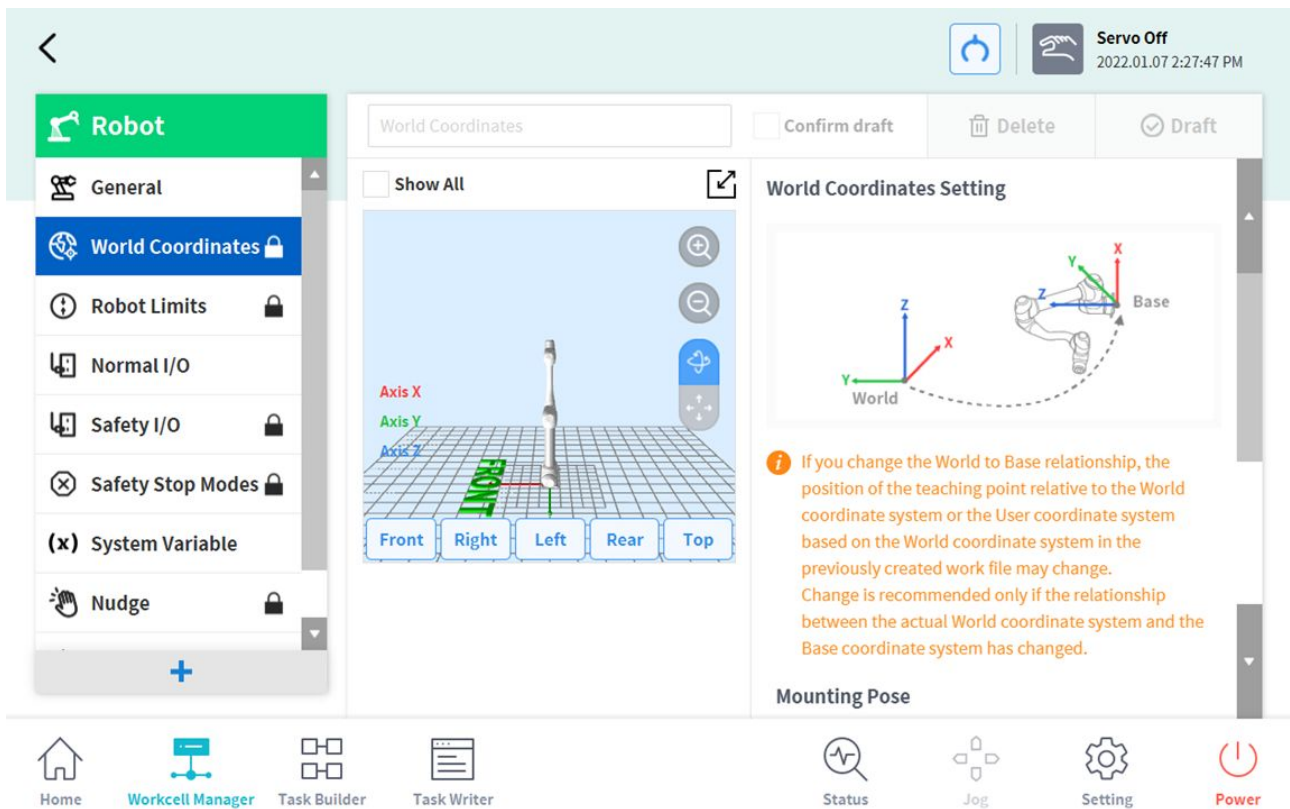 Servo Off
2022.01.07 2:27:47 PM
Robot
General
World Coordinates
Robot Limits
Normal I/O
Safety I/O
Safety Stop Modes
(x) System Variable
Nudge
+
World Coordinates
Confirm draft
Delete
Draft
Show All
Axis X
Axis Y
Axis Z
FRONT
Front
Right
Left
Rear
Top
World Coordinates Setting
Z
X
Y
World
X
Y
Z
Base
If you change the World to Base relationship, the
position of the teaching point relative to the World
coordinate system or the User coordinate system
based on the World coordinate system in the
previously created work file may change.
Change is recommended only if the relationship
between the actual World coordinate system and the
Base coordinate system has changed.
Mounting Pose
Home
Workcell Manager
Task Builder
Task Writer
Status
Jog
Setting
Power